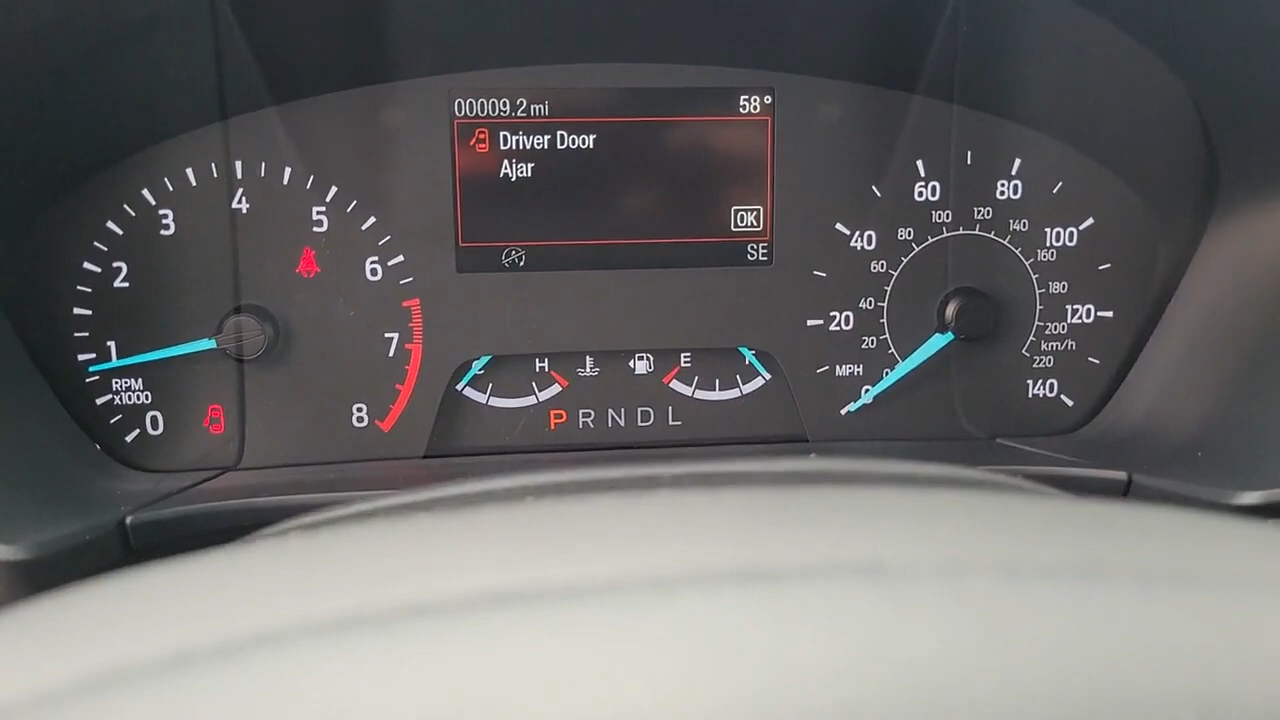 00009.2 mi 58°
Driver Door
Ajar
OK
SE
0 1 2 3 4 5 6 7 8
RPM
x1000
C H E F
P R N D L
0 20 40 60 80 100 120 140
MPH
0 20 40 60 80 100 120 140 160 180 200 220
km/h